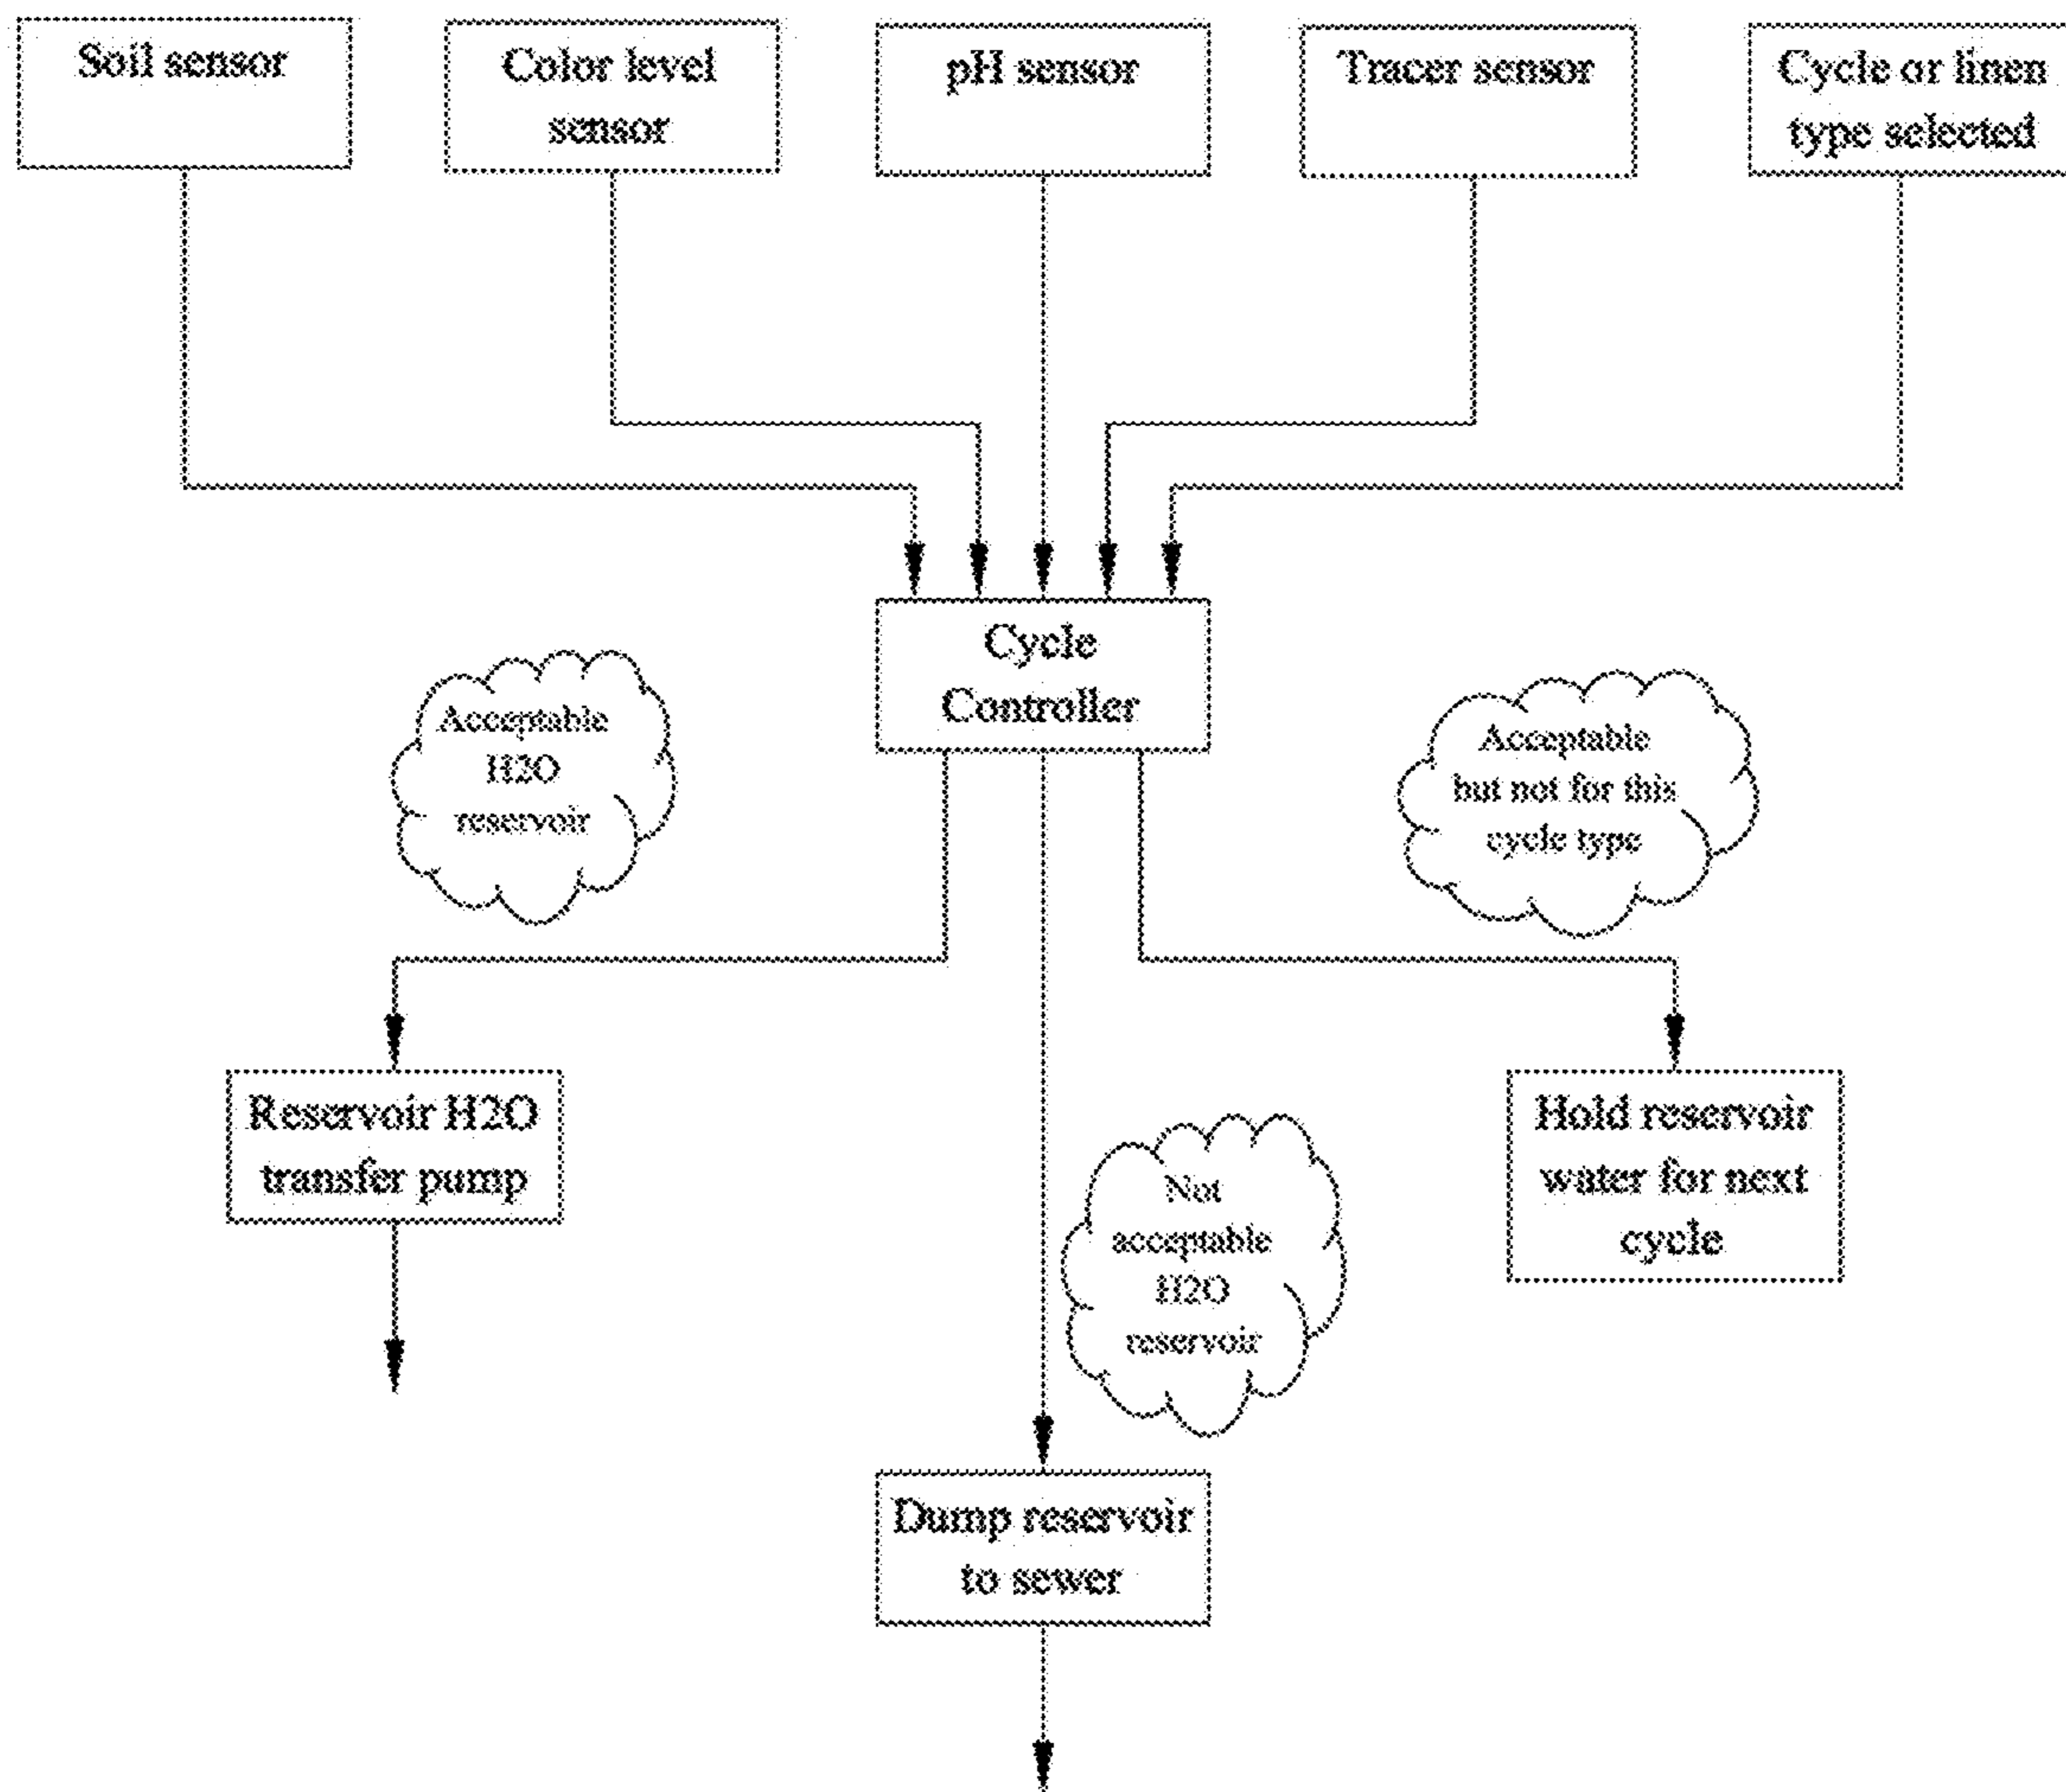 Soil sensor
Color level
sensor
pH sensor
Tracer sensor
Cycle or linen
type selected
Cycle
Controller
Acceptable
H2O
reservoir
Acceptable
but not for this
cycle type
Reservoir H2O
transfer pump
Not
acceptable
H2O
reservoir
Hold reservoir
water for next
cycle
Dump reservoir
to sewer